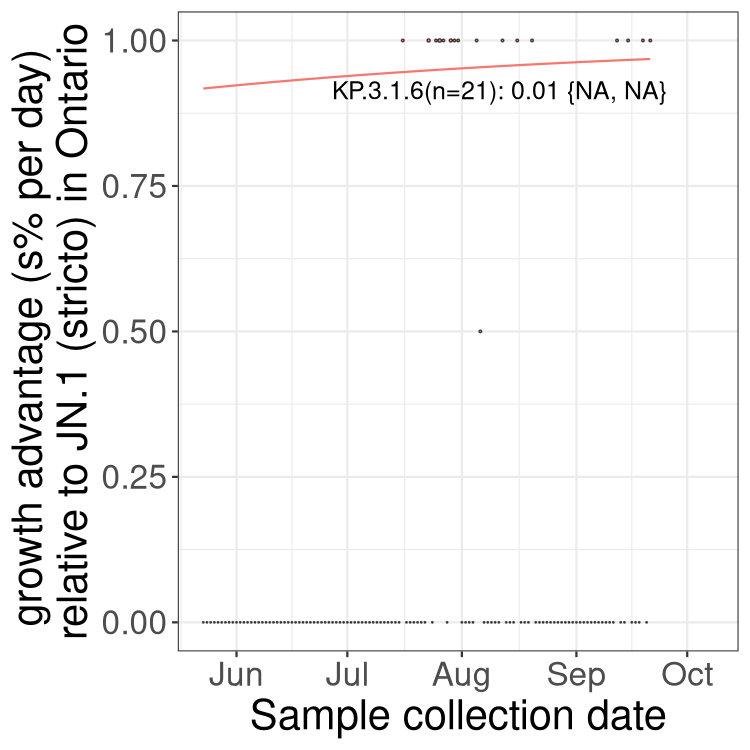 growth advantage (s% per day)
relative to JN.1 (stricto) in Ontario
1.00
0.75
0.50
0.25
0.00
KP.3.1.6(n=21): 0.01 {NA, NA}
Jun Jul Aug Sep Oct
Sample collection date